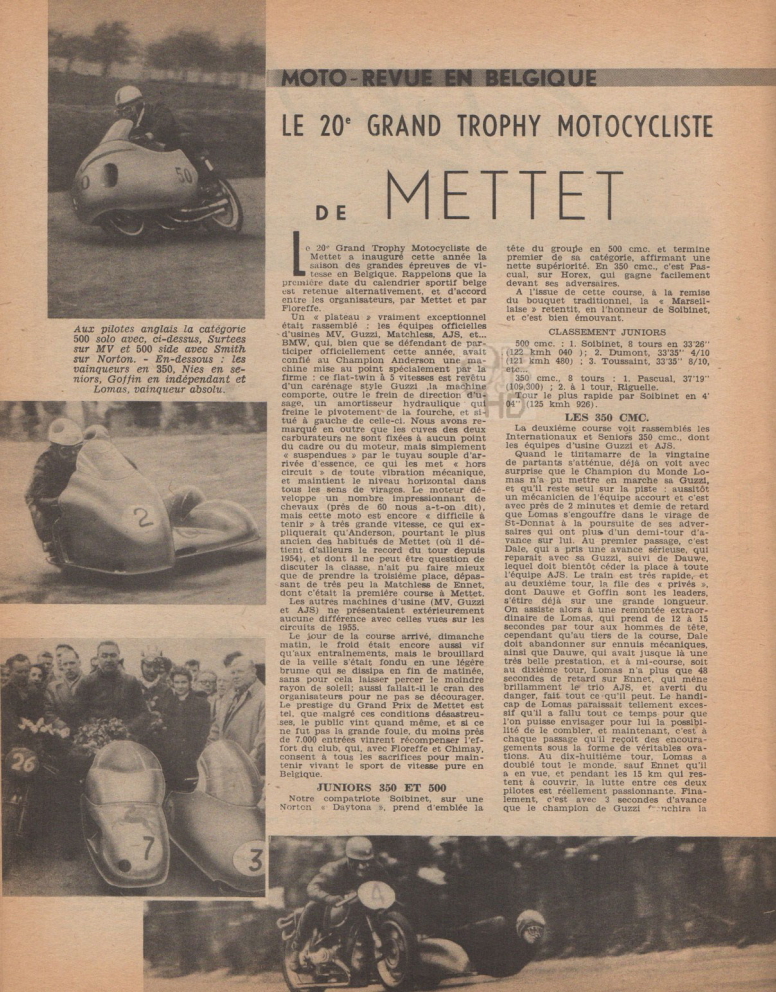 MOTO-REVUE EN BELGIQUE
LE 20e GRAND TROPHY MOTOCYCLISTE
DE METTET
50
Aux pilotes anglais la catégorie
500 solo avec, ci-dessus, Surtees
sur MV et 500 side avec Smith
sur Norton. - En-dessous : les
vainqueurs en 350, Nies en se-
niors, Goffin en indépendant et
Lomas, vainqueur absolu.
2
26
7
3
Le 20e Grand Trophy Motocycliste de
Mettet a inauguré cette année la
saison des grandes épreuves de vi-
tesse en Belgique. Rappelons que la
première date du calendrier sportif belge
est retenue alternativement, et d'accord
entre les organisateurs, par Mettet et par
Floreffe.
Un « plateau » vraiment exceptionnel
était rassemblé : les équipes officielles
d'usines MV, Guzzi, Matchless, AJS, et...
BMW, qui, bien que se défendant de par-
ticiper officiellement cette année, avait
confié au Champion Anderson une ma-
chine mise au point spécialement par la
firme : ce flat-twin à 5 vitesses est revêtu
d'un carénage style Guzzi ,la machine
comporte, outre le frein de direction d'u-
sage, un amortisseur hydraulique qui
freine le pivotement de la fourche, et si-
tué à gauche de celle-ci. Nous avons re-
marqué en outre que les cuves des deux
carburateurs ne sont fixées à aucun point
du cadre ou du moteur, mais simplement
« suspendues » par le tuyau souple d'ar-
rivée d'essence, ce qui les met « hors
circuit » de toute vibration mécanique,
et maintient le niveau horizontal dans
tous les sens de virages. Le moteur dé-
veloppe un nombre impressionnant de
chevaux (prés de 60 nous a-t-on dit),
mais cette moto est encore « difficile à
tenir » à très grande vitesse, ce qui ex-
pliquerait qu'Anderson, pourtant le plus
ancien des habitués de Mettet (où il dé-
tient d'ailleurs le record du tour depuis
1954), et dont il ne peut être question de
discuter la classe, n'ait pu faire mieux
que de prendre la troisième place, dépas-
sant de très peu la Matchless de Ennet,
dont c'était la première course à Mettet.
Les autres machines d'usine (MV, Guzzi
et AJS) ne présentaient extérieurement
aucune différence avec celles vues sur les
circuits de 1955.
Le jour de la course arrivé, dimanche
matin, le froid était encore aussi vif
qu'aux entraînements, mais le brouillard
de la veille s'était fondu en une légère
brume qui se dissipa en fin de matinée,
sans pour cela laisser percer le moindre
rayon de soleil; aussi fallait-il le cran des
organisateurs pour ne pas se décourager.
Le prestige du Grand Prix de Mettet est
tel, que malgré ces conditions désastreu-
ses, le public vint quand même, et si ce
ne fut pas la grande foule, du moins près
de 7.000 entrées vinrent récompenser l'ef-
fort du club, qui, avec Floreffe et Chimay,
consent à tous les sacrifices pour main-
tenir vivant le sport de vitesse pure en
Belgique.
JUNIORS 350 ET 500
Notre compatriote Soibinet, sur une
Norton « Daytona », prend d'emblée la
tête du groupe en 500 cmc. et termine
premier de sa catégorie, affirmant une
nette supériorité. En 350 cmc., c'est Pas-
cual, sur Horex, qui gagne facilement
devant ses adversaires.
A l'issue de cette course, à la remise
du bouquet traditionnel, la « Marseil-
laise » retentit, en l'honneur de Soibinet,
et c'est bien émouvant.
CLASSEMENT JUNIORS
500 cmc. : 1. Soibinet, 8 tours en 33'26"
(122 kmh 040 ); 2. Dumont, 33'35" 4/10
(121 kmh 480) ; 3. Toussaint, 33'35" 8/10,
etc...
350 cmc., 8 tours : 1. Pascual, 37'19"
(109,300) ; 2. à 1 tour, Riguelle.
Tour le plus rapide par Soibinet en 4'
04" (125 kmh 926).
LES 350 CMC.
La deuxième course voit rassemblés les
Internationaux et Seniors 350 cmc., dont
les équipes d'usine Guzzi et AJS.
Quand le tintamarre de la vingtaine
de partants s'atténue, déjà on voit avec
surprise que le Champion du Monde Lo-
mas n'a pu mettre en marche sa Guzzi,
et qu'il reste seul sur la piste : aussitôt
un mécanicien de l'équipe accourt et c'est
avec près de 2 minutes et demie de retard
que Lomas s'engouffre dans le virage de
St-Donnat à la poursuite de ses adver-
saires qui ont plus d'un demi-tour d'a-
vance sur lui. Au premier passage, c'est
Dale, qui a pris une avance sérieuse, qui
reparaît avec sa Guzzi, suivi de Dauwe,
lequel doit bientôt céder la place à toute
l'équipe AJS. Le train est très rapide, et
au deuxième tour, la file des « privés »,
dont Dauwe et Goffin sont les leaders,
s'étire déjà sur une grande longueur.
On assiste alors à une remontée extraor-
dinaire de Lomas, qui prend de 12 à 15
secondes par tour aux hommes de tête,
cependant qu'au tiers de la course, Dale
doit abandonner sur ennuis mécaniques,
ainsi que Dauwe, qui avait jusque là une
très belle prestation, et à mi-course, soit
au dixième tour, Lomas n'a plus que 48
secondes de retard sur Ennet, qui mène
brillamment le trio AJS, et averti du
danger, fait tout ce qu'il peut. Le handi-
cap de Lomas paraissait tellement exces-
sif qu'il a fallu tout ce temps pour que
l'on puisse envisager pour lui la possibi-
lité de le combler, et maintenant, c'est à
chaque passage qu'il reçoit des encoura-
gements sous la forme de véritables ova-
tions. Au dix-huitième tour, Lomas a
doublé tout le monde, sauf Ennet qu'il
a en vue, et pendant les 15 km qui res-
tent à couvrir, la lutte entre ces deux
pilotes est réellement passionnante. Fina-
lement, c'est avec 3 secondes d'avance
que le champion de Guzzi franchira la
4